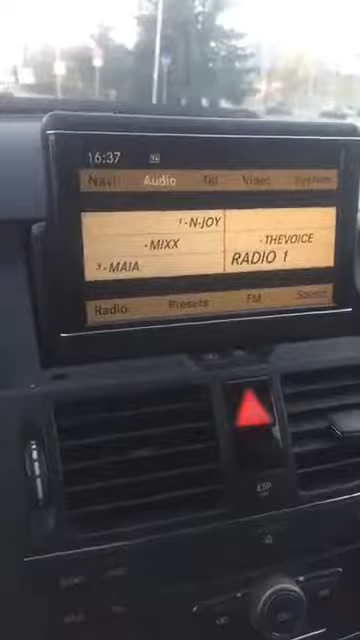 16:37
Navi Audio Tel Video System
1-N-JOY
-MIXX
-THEVOICE
3-MAIA
RADIO 1
Radio Presets FM Sound
ESP